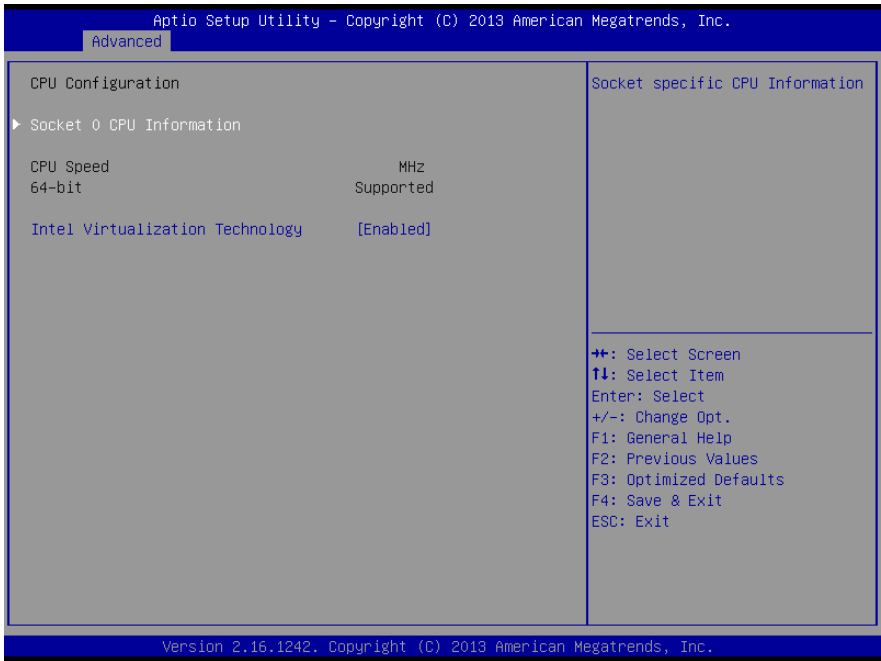 Aptio Setup Utility – Copyright (C) 2013 American Megatrends, Inc.
Advanced
CPU Configuration
Socket 0 CPU Information
CPU Speed MHz
64-bit Supported
Intel Virtualization Technology [Enabled]
Socket specific CPU Information
→←: Select Screen
↑↓: Select Item
Enter: Select
+/-: Change Opt.
F1: General Help
F2: Previous Values
F3: Optimized Defaults
F4: Save & Exit
ESC: Exit
Version 2.16.1242. Copyright (C) 2013 American Megatrends, Inc.